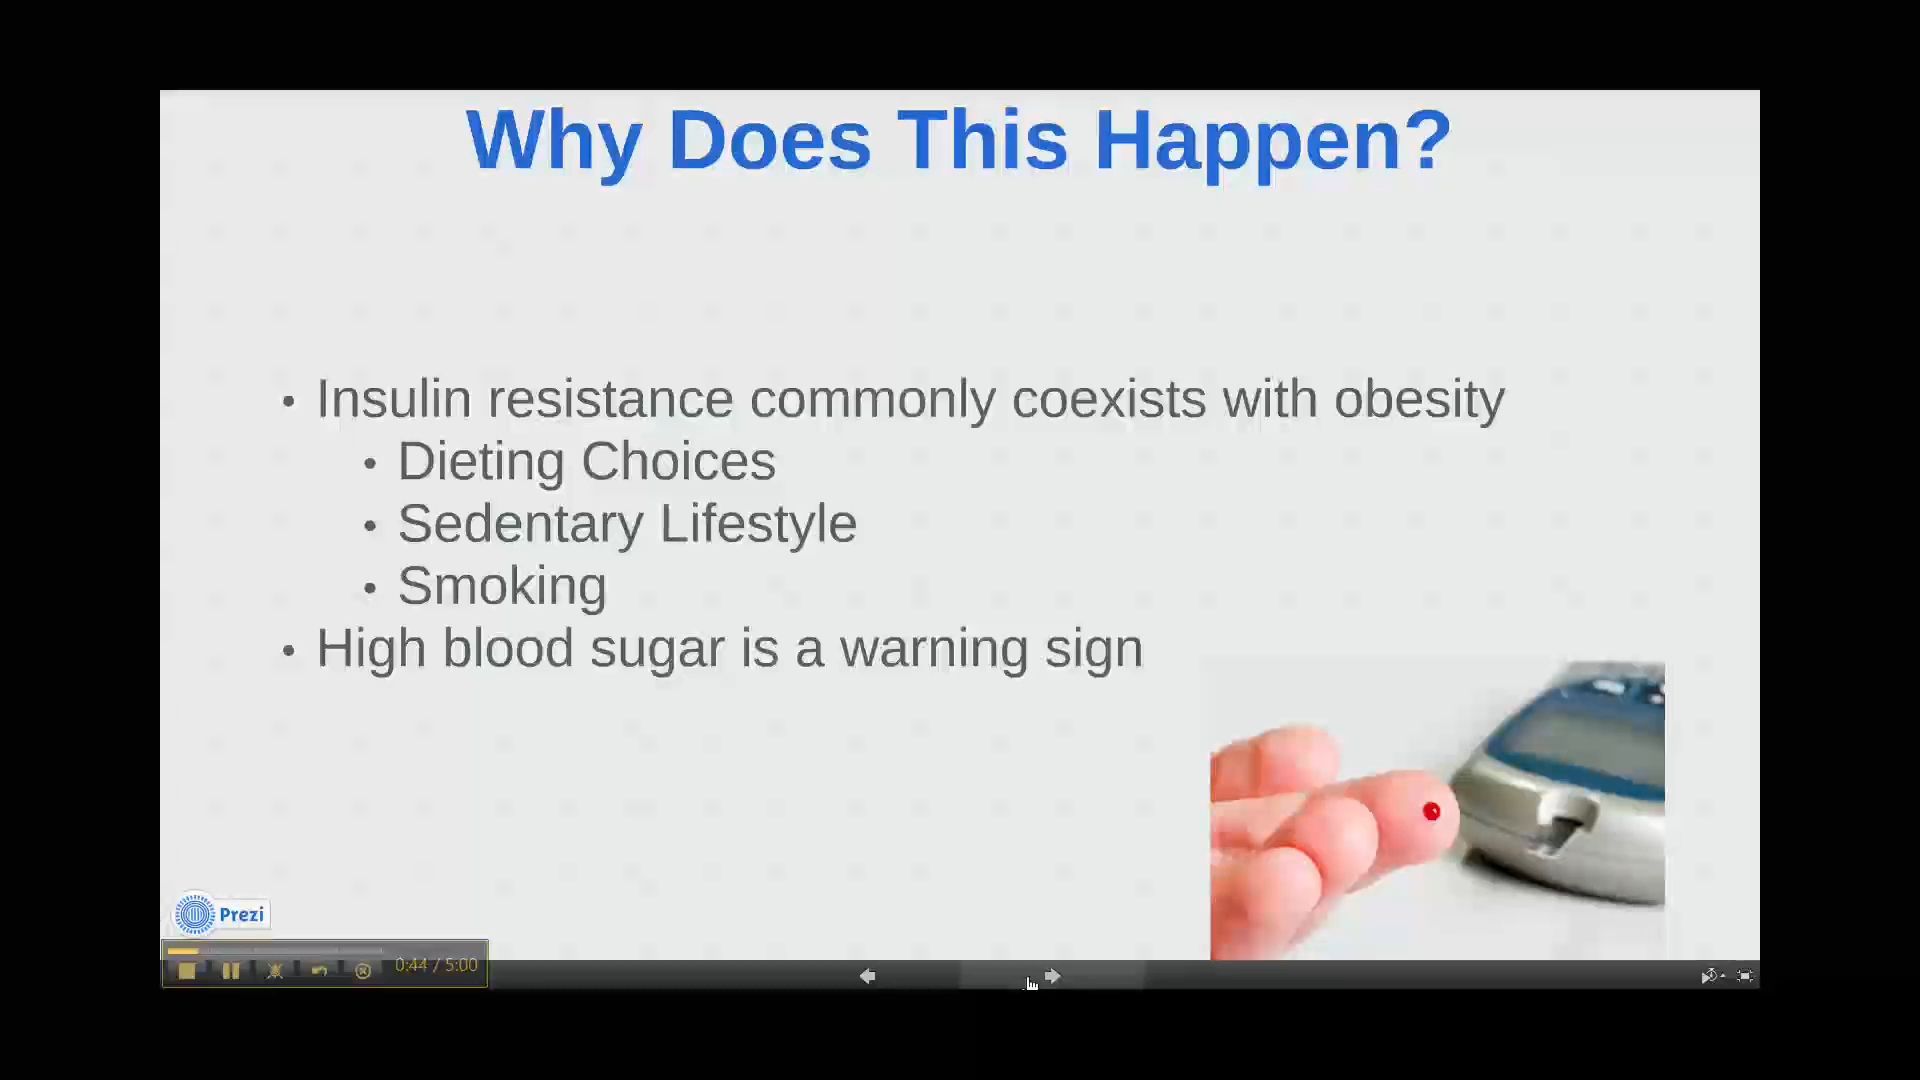 Why Does This Happen?
• Insulin resistance commonly coexists with obesity
• Dieting Choices
• Sedentary Lifestyle
• Smoking
• High blood sugar is a warning sign
Prezi
0:44 / 5:00